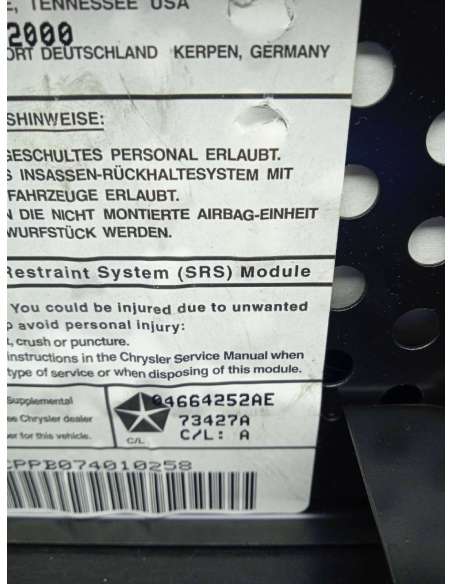 E, TENNESSEE USA
2000
ORT DEUTSCHLAND KERPEN, GERMANY
SHINWEISE:
GESCHULTES PERSONAL ERLAUBT.
S INSASSEN-RÜCKHALTESYSTEM MIT
FAHRZEUGE ERLAUBT.
N DIE NICHT MONTIERTE AIRBAG-EINHEIT
WURFSTÜCK WERDEN.
Restraint System (SRS) Module
You could be injured due to unwanted
o avoid personal injury:
t, crush or puncture.
instructions in the Chrysler Service Manual when
type of service or when disposing of this module.
Supplemental
ee Chrysler dealer
er for this vehicle.
C/L
04664252AE
73427A
C/L: A
CPPB074010258